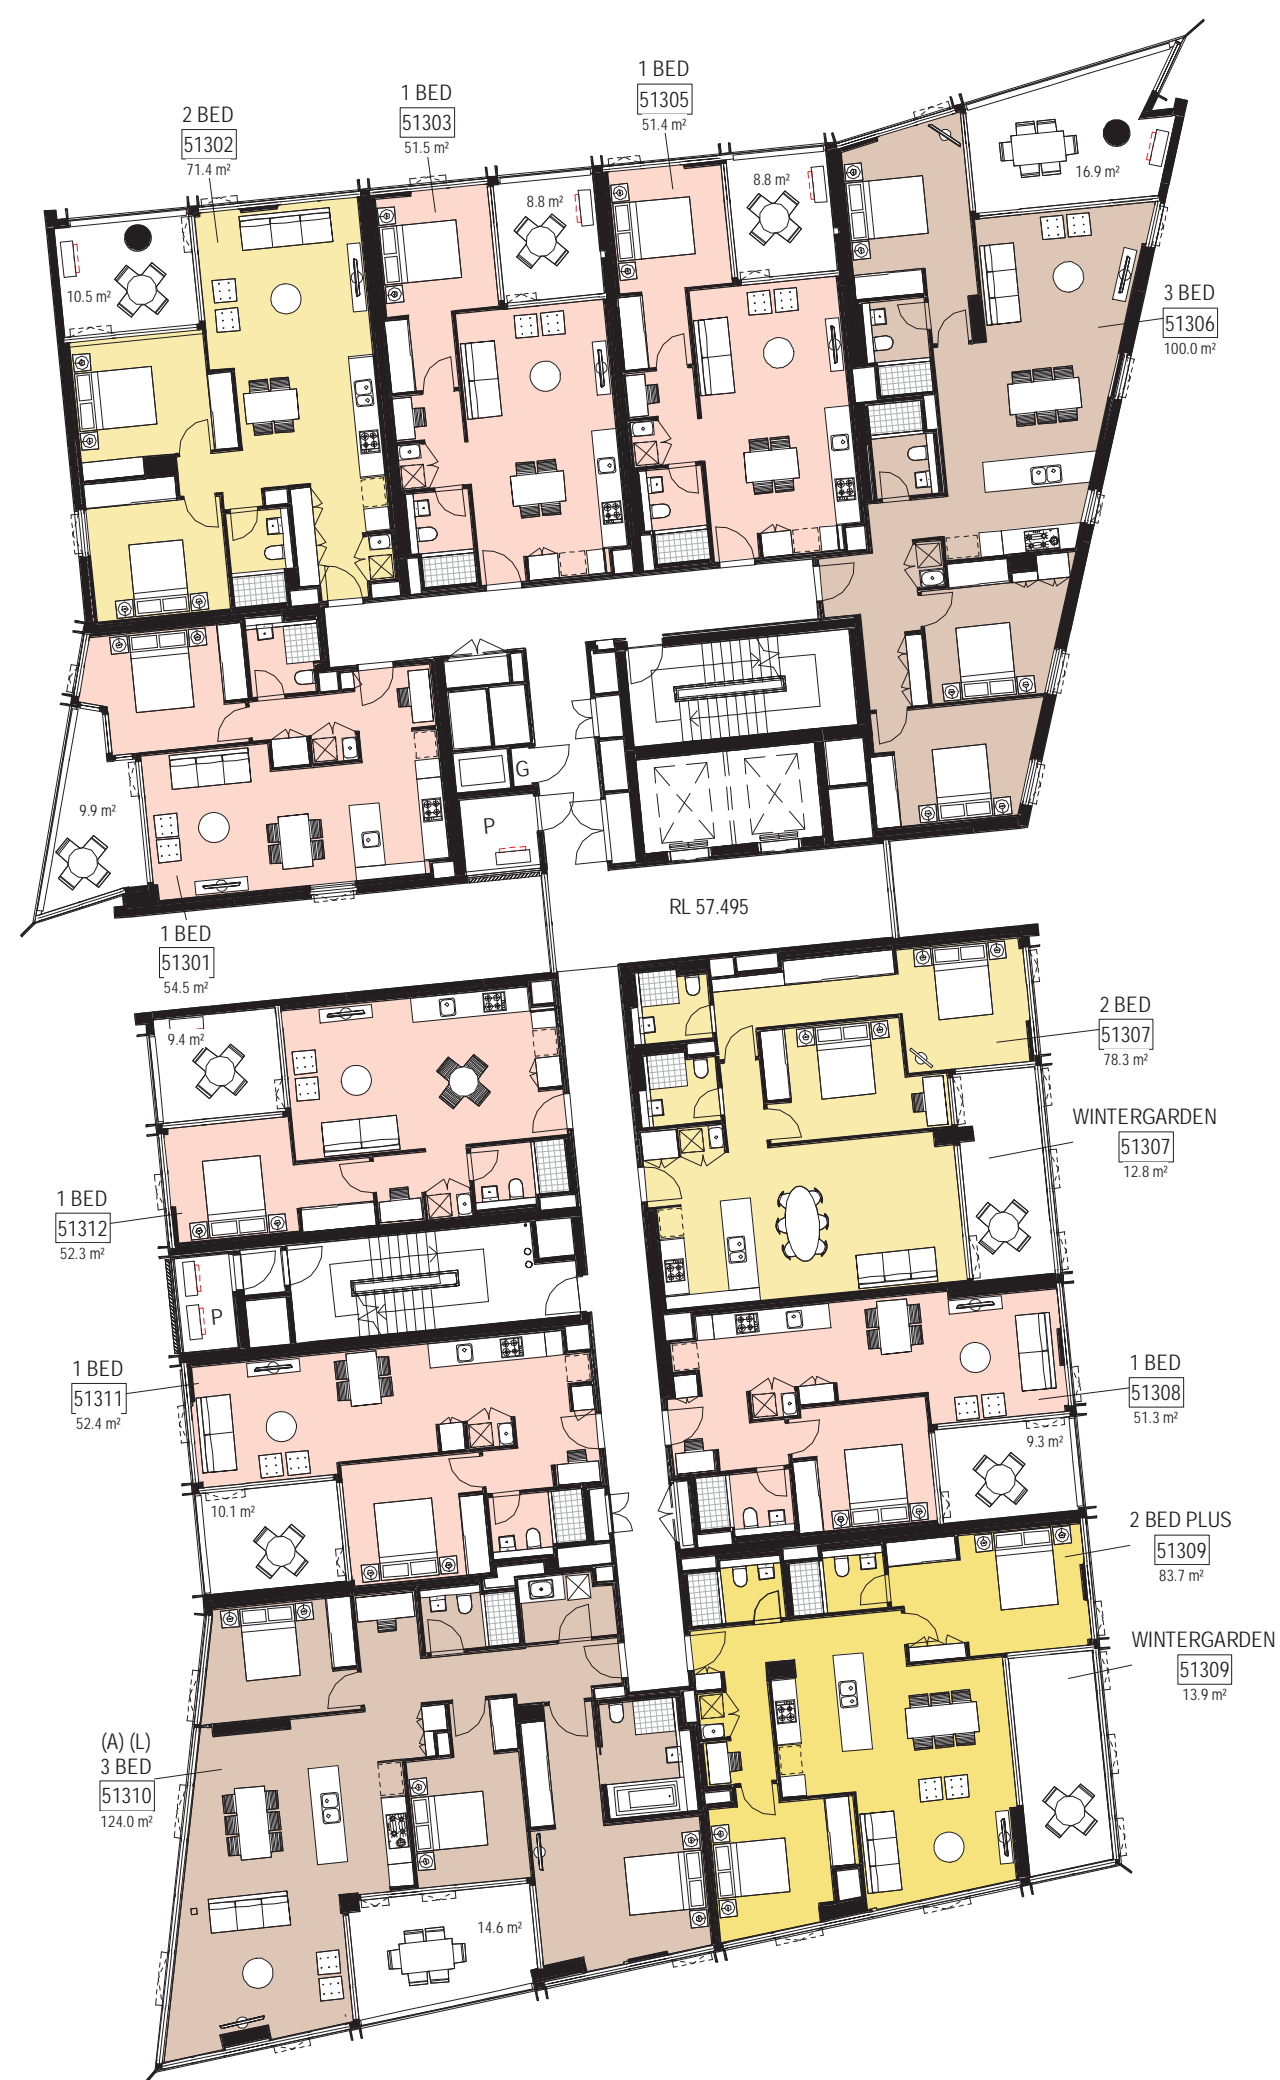 1 BED
51305
51.4 m²
1 BED
51303
51.5 m²
2 BED
51302
71.4 m²
16.9 m²
8.8 m²
8.8 m²
10.5 m²
3 BED
51306
100.0 m²
G
P
9.9 m²
RL 57.495
1 BED
51301
54.5 m²
2 BED
51307
78.3 m²
9.4 m²
WINTERGARDEN
51307
12.8 m²
1 BED
51312
52.3 m²
P
1 BED
51311
52.4 m²
1 BED
51308
51.3 m²
9.3 m²
10.1 m²
2 BED PLUS
51309
83.7 m²
WINTERGARDEN
51309
13.9 m²
(A) (L)
3 BED
51310
124.0 m²
14.6 m²